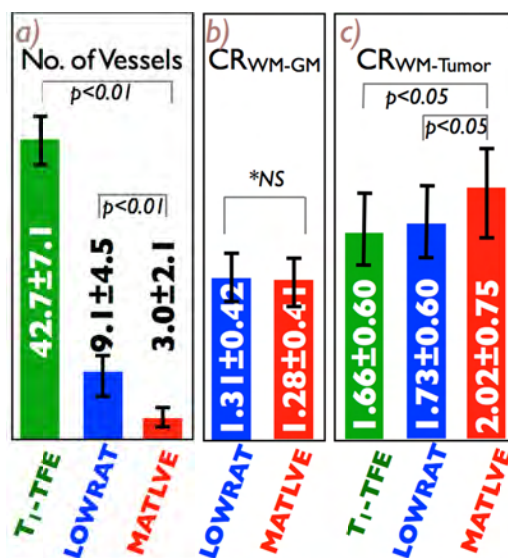 a)
No. of Vessels
p<0.01
p<0.01
42.7±7.1
9.1±4.5
3.0±2.1
T1-TFE
LOWRAT
MATLVE
b)
CRWM-GM
*NS
1.31±0.42
1.28±0.41
LOWRAT
MATLVE
c)
CRWM-Tumor
p<0.05
p<0.05
1.66±0.60
1.73±0.60
2.02±0.75
T1-TFE
LOWRAT
MATLVE